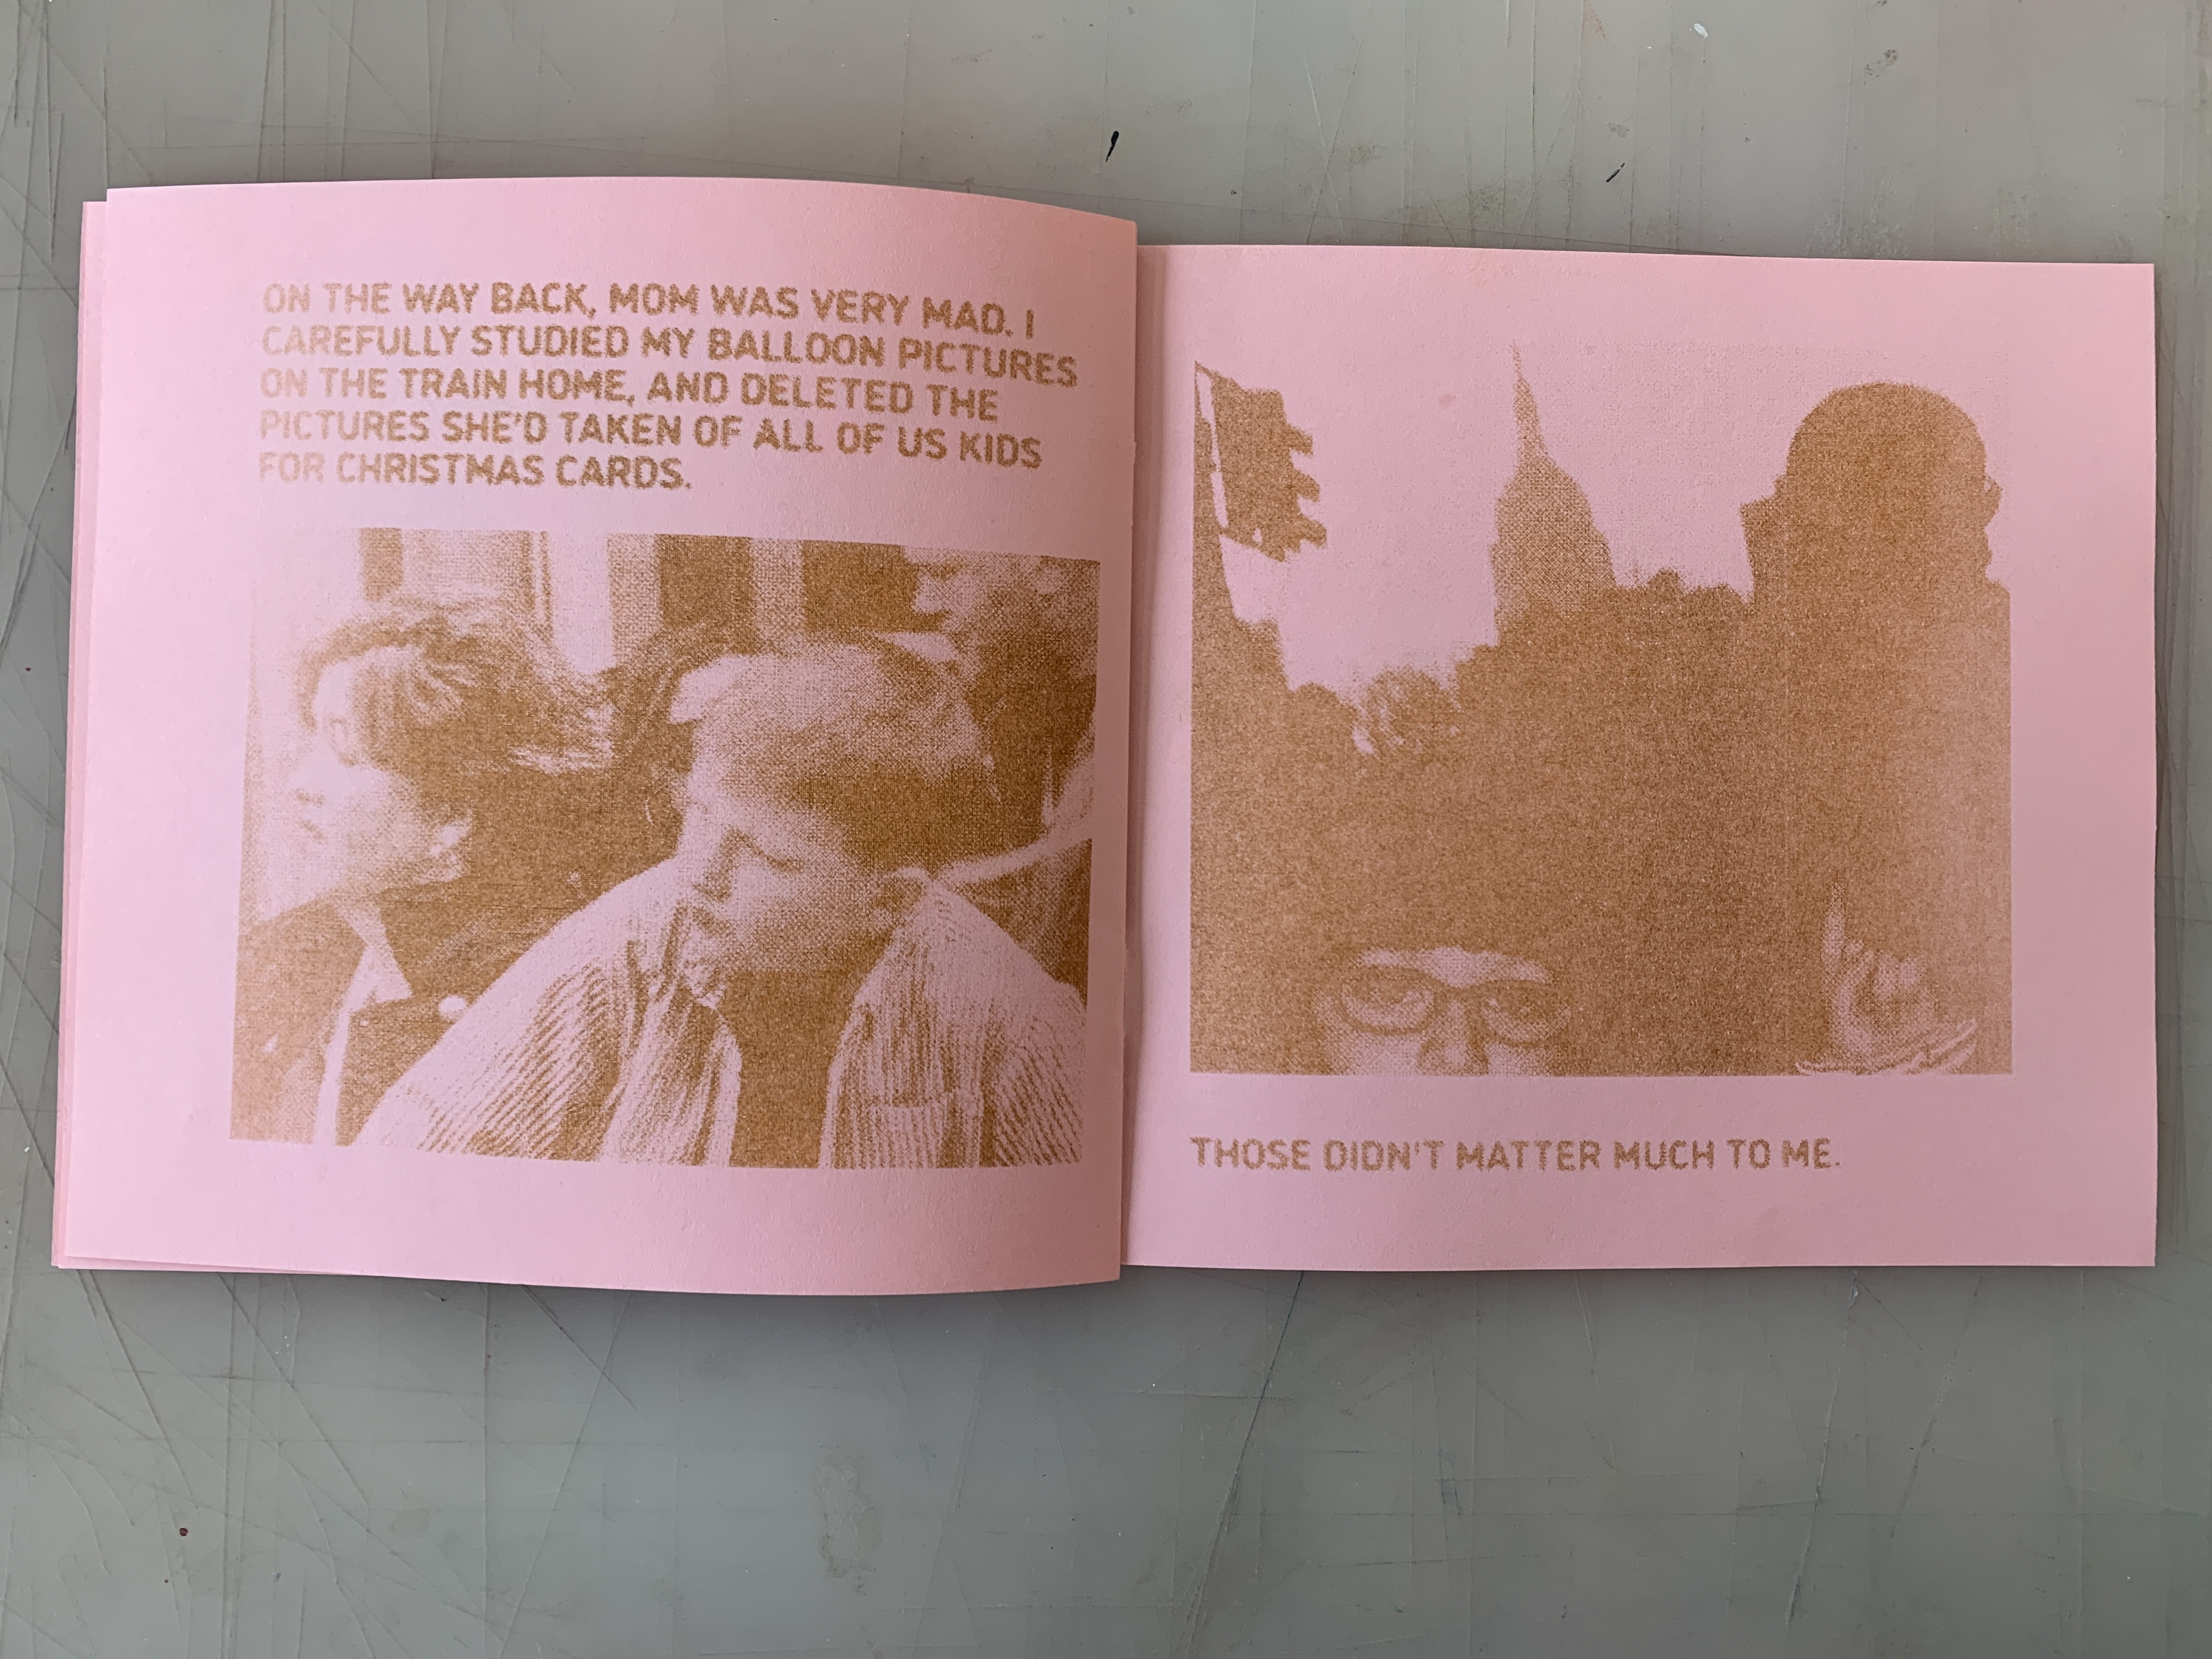 ON THE WAY BACK, MOM WAS VERY MAD. I
CAREFULLY STUDIED MY BALLOON PICTURES
ON THE TRAIN HOME, AND DELETED THE
PICTURES SHE'D TAKEN OF ALL OF US KIDS
FOR CHRISTMAS CARDS.
THOSE DIDN'T MATTER MUCH TO ME.